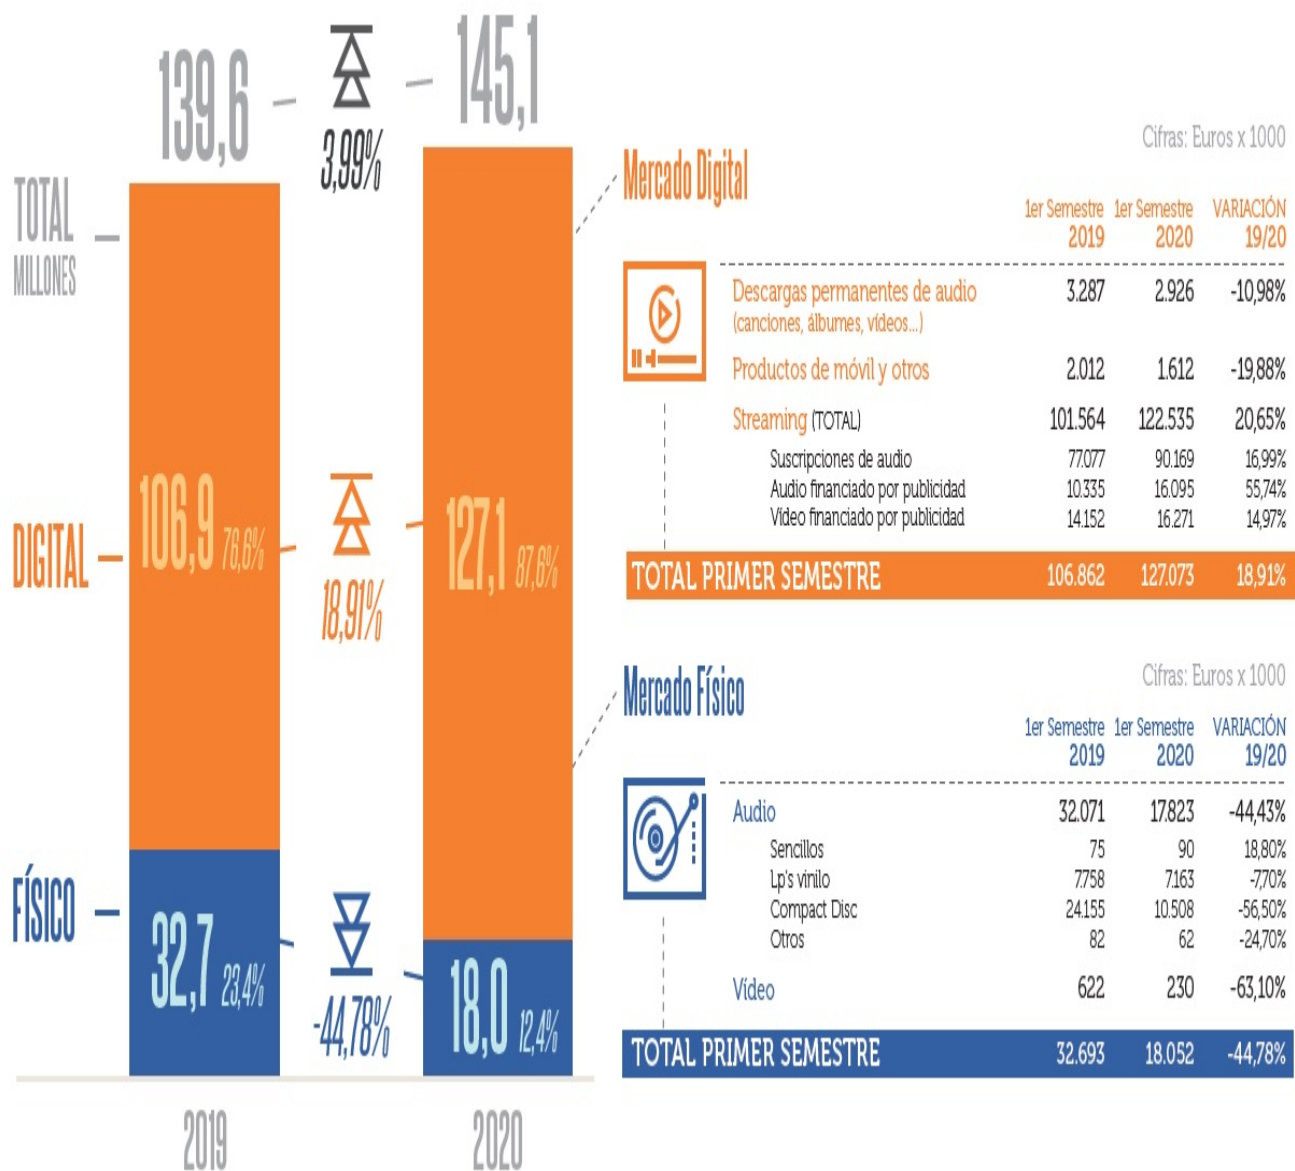 139,6
3,99%
145,1
TOTAL
MILLONES
DIGITAL
106,9 76,6%
18,91%
127,1 87,6%
FÍSICO
32,7 23,4%
-44,78%
18,0 12,4%
2019
2020
Mercado Digital
Cifras: Euros x 1000
1er Semestre 2019 1er Semestre 2020 VARIACIÓN 19/20
Descargas permanentes de audio 3.287 2.926 -10,98%
(canciones, álbumes, vídeos...)
Productos de móvil y otros 2.012 1.612 -19,88%
Streaming (TOTAL) 101.564 122.535 20,65%
Suscripciones de audio 77.077 90.169 16,99%
Audio financiado por publicidad 10.335 16.095 55,74%
Vídeo financiado por publicidad 14.152 16.271 14,97%
TOTAL PRIMER SEMESTRE 106.862 127.073 18,91%
Mercado Físico
Cifras: Euros x 1000
1er Semestre 2019 1er Semestre 2020 VARIACIÓN 19/20
Audio 32.071 17.823 -44,43%
Sencillos 75 90 18,80%
Lp's vinilo 7.758 7.163 -7,70%
Compact Disc 24.155 10.508 -56,50%
Otros 82 62 -24,70%
Vídeo 622 230 -63,10%
TOTAL PRIMER SEMESTRE 32.693 18.052 -44,78%